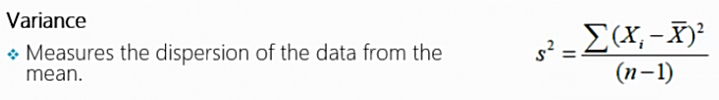 Variance
❖ Measures the dispersion of the data from the
mean.
s² = ∑(Xᵢ − X̅)² / (n−1)